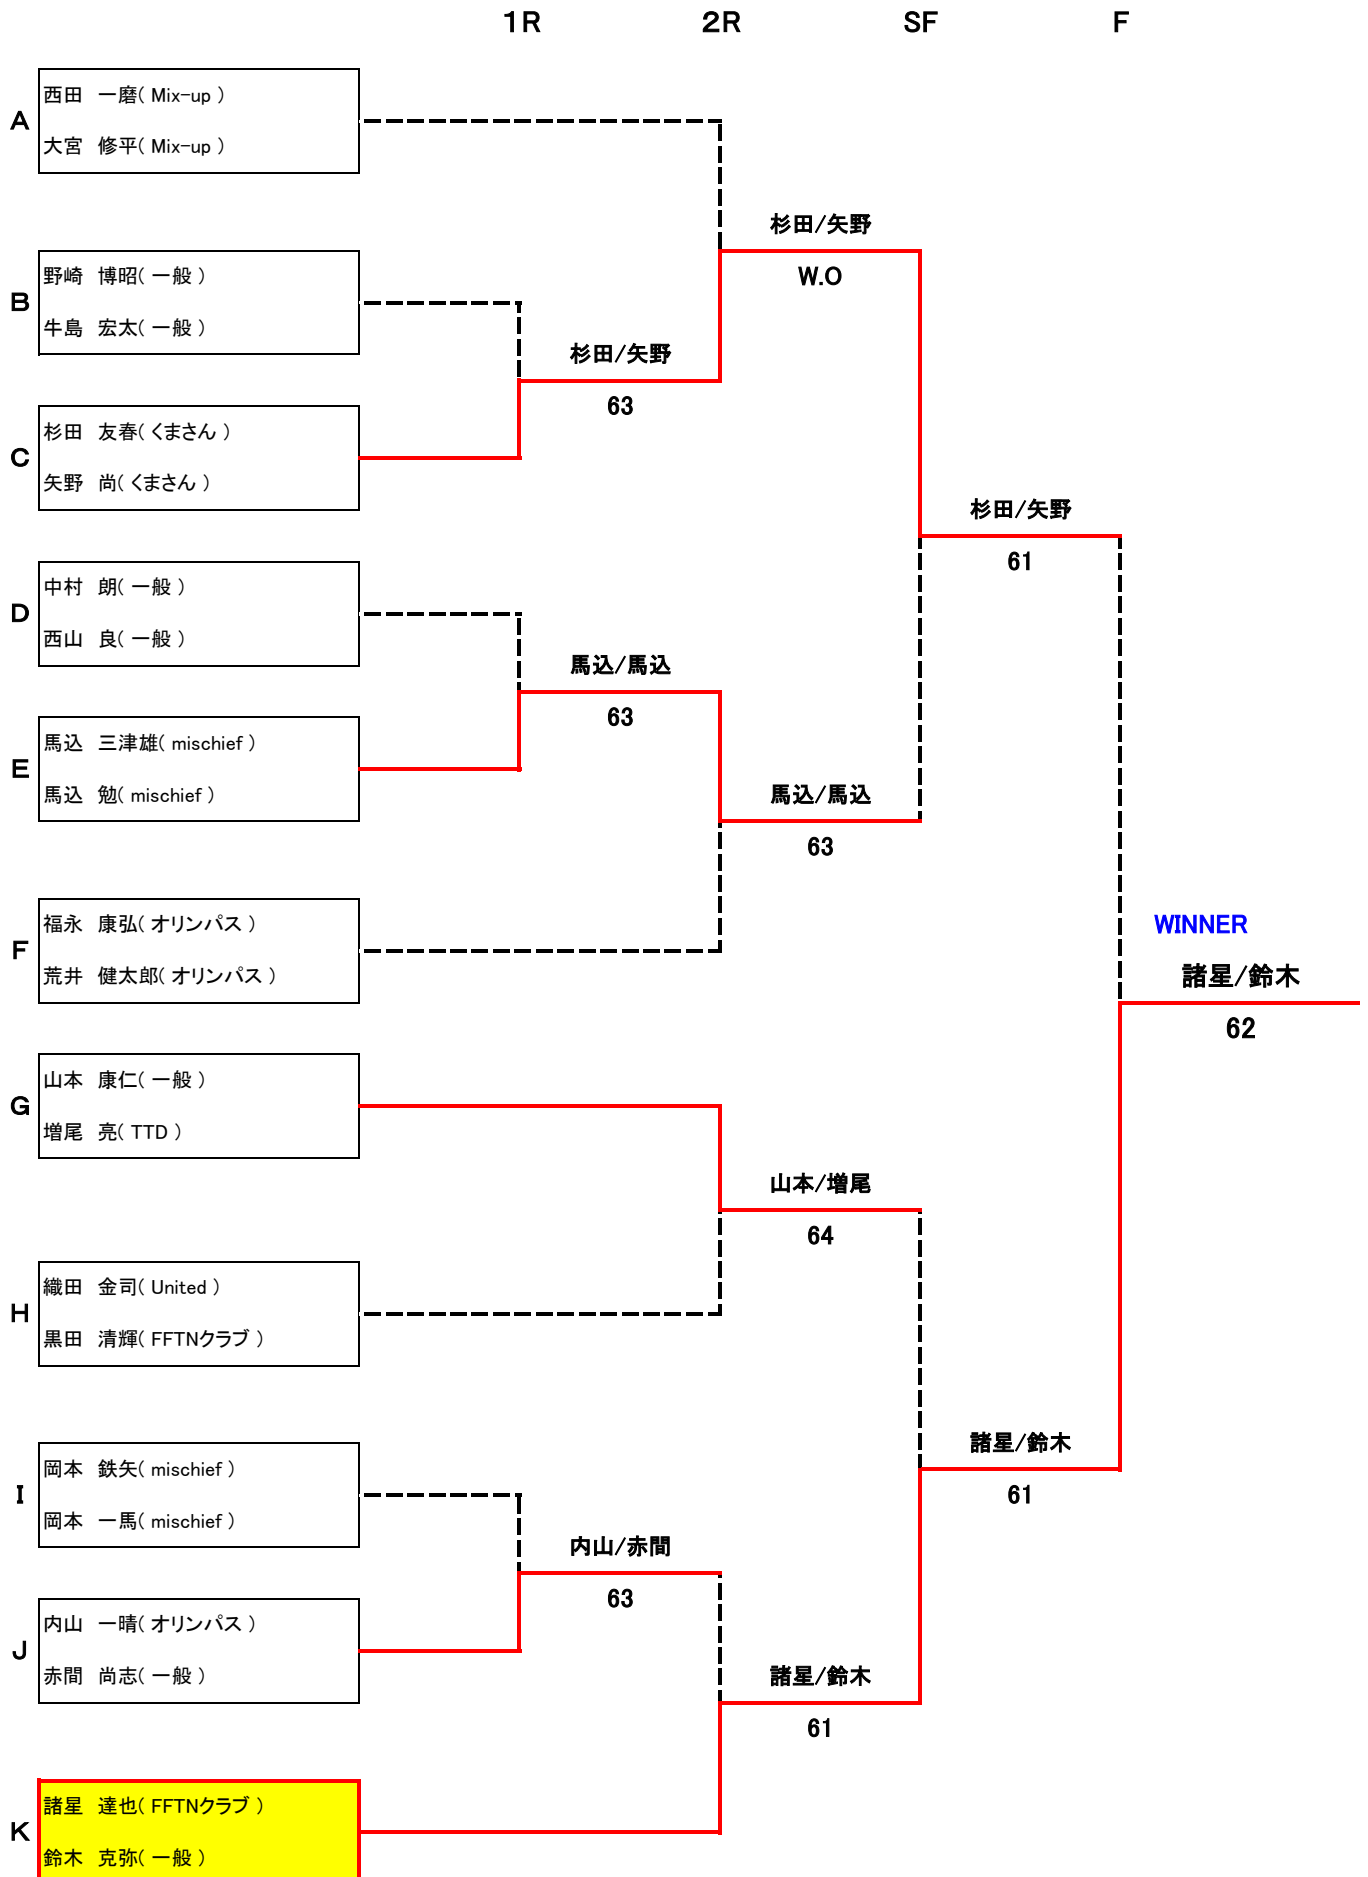 1R 2R SF F
A
西田 一磨( Mix-up )
大宮 修平( Mix-up )
杉田/矢野
W.O
B
野崎 博昭( 一般 )
牛島 宏太( 一般 )
杉田/矢野
63
C
杉田 友春( くまさん )
矢野 尚( くまさん )
杉田/矢野
61
D
中村 朗( 一般 )
西山 良( 一般 )
馬込/馬込
63
E
馬込 三津雄( mischief )
馬込 勉( mischief )
馬込/馬込
63
F
福永 康弘( オリンパス )
荒井 健太郎( オリンパス )
WINNER
諸星/鈴木
62
G
山本 康仁( 一般 )
増尾 亮( TTD )
山本/増尾
64
H
織田 金司( United )
黒田 清輝( FFTNクラブ )
諸星/鈴木
61
I
岡本 鉄矢( mischief )
岡本 一馬( mischief )
内山/赤間
63
J
内山 一晴( オリンパス )
赤間 尚志( 一般 )
諸星/鈴木
61
K
諸星 達也( FFTNクラブ )
鈴木 克弥( 一般 )